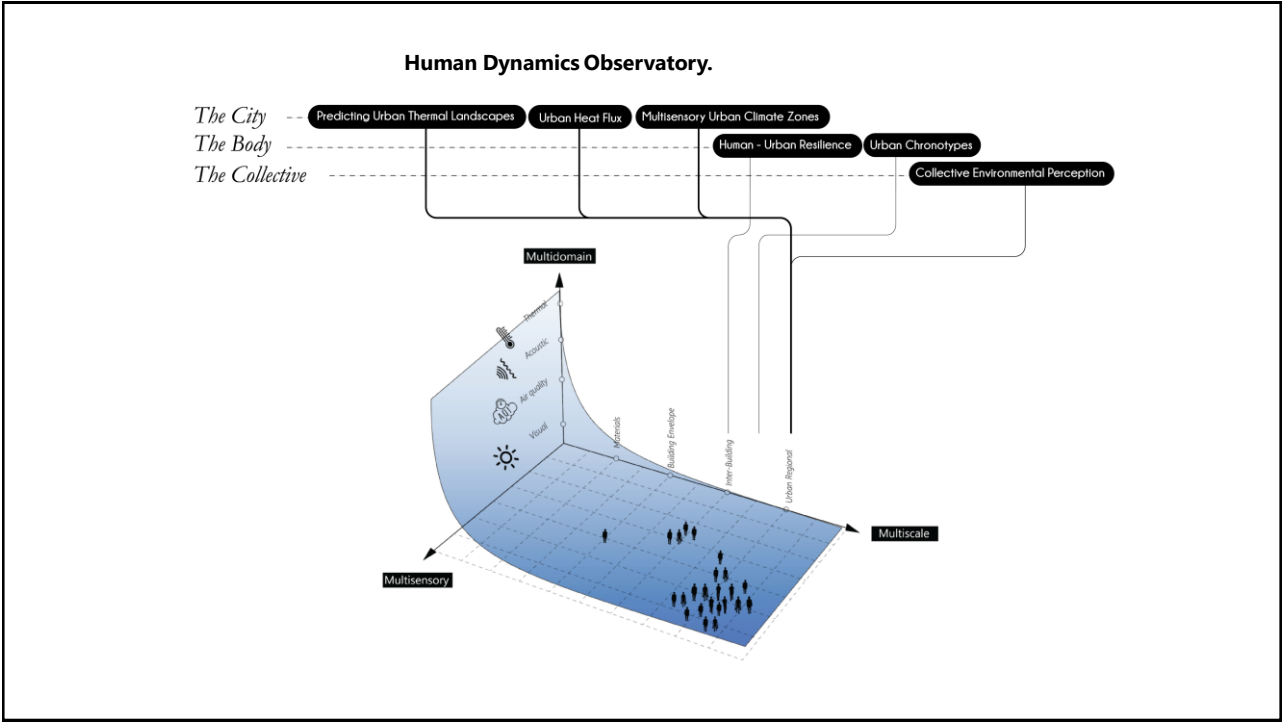 Human Dynamics Observatory.
The City
Predicting Urban Thermal Landscapes
Urban Heat Flux
Multisensory Urban Climate Zones
The Body
Human - Urban Resilience
Urban Chronotypes
The Collective
Collective Environmental Perception
Multidomain
Thermal
Acoustic
Air quality
AQI
Visual
Materials
Building Envelope
Inter-Building
Urban Regional
Multiscale
Multisensory